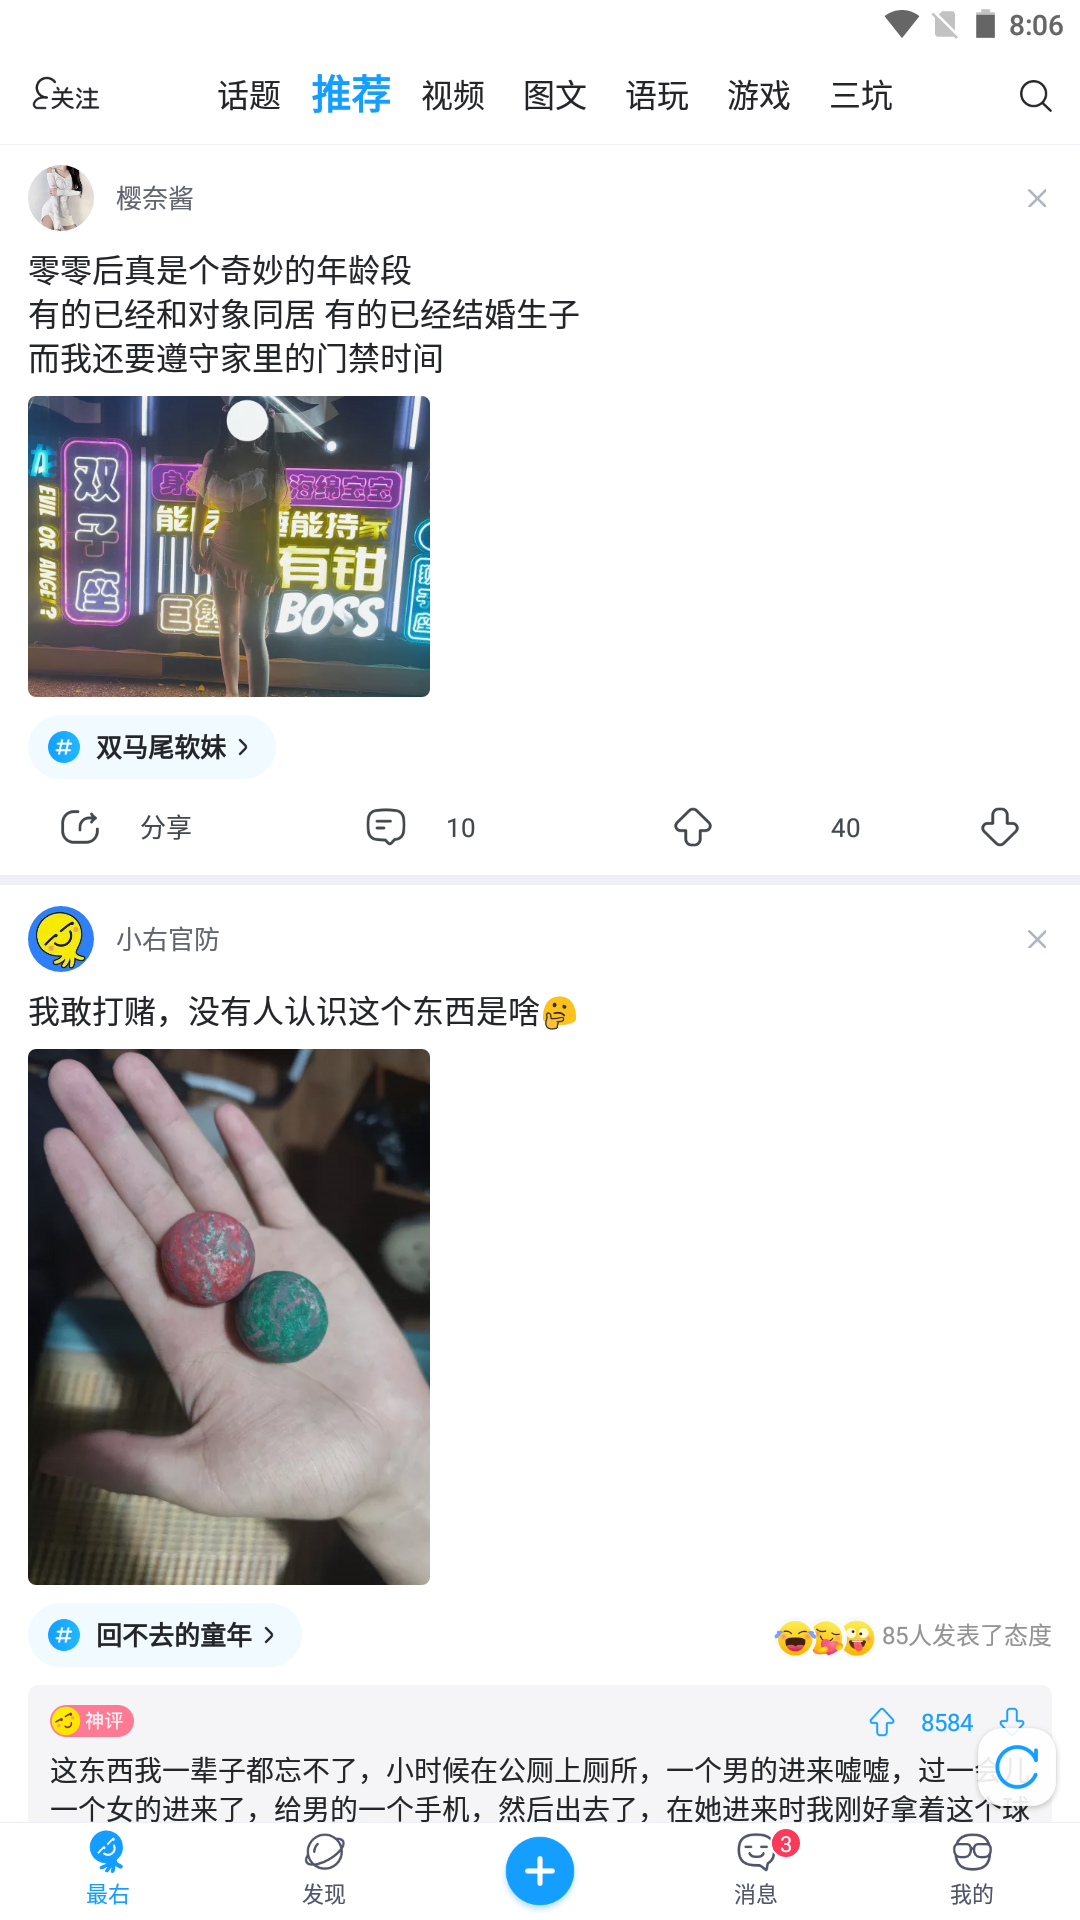 8:06
关注 话题 推荐 视频 图文 语玩 游戏 三坑
樱奈酱
零零后真是个奇妙的年龄段
有的已经和对象同居 有的已经结婚生子
而我还要遵守家里的门禁时间
双子座
EVIL OR ANGEL?
海绵宝宝
能持家
有钳
BOSS
双马尾软妹
分享 10 40
小右官防
我敢打赌，没有人认识这个东西是啥🤔
回不去的童年
85人发表了态度
神评 8584
这东西我一辈子都忘不了，小时候在公厕上厕所，一个男的进来嘘嘘，过一会儿
一个女的进来了，给男的一个手机，然后出去了，在她进来时我刚好拿着这个球
最右 发现 消息 3 我的